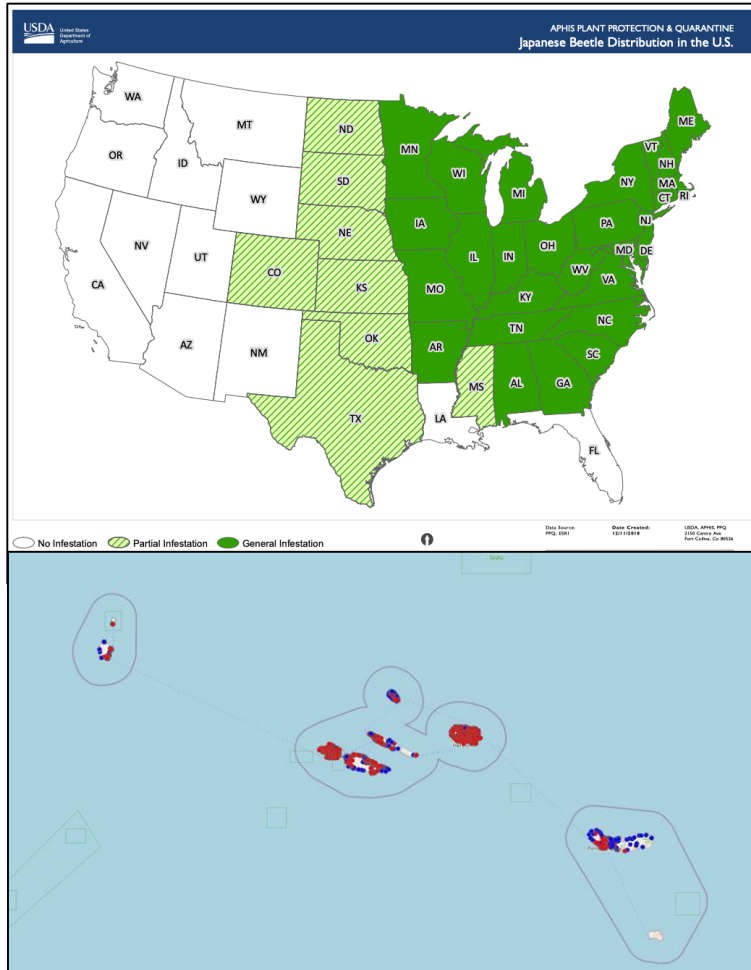 USDA
United States
Department of
Agriculture
APHIS PLANT PROTECTION & QUARANTINE
Japanese Beetle Distribution in the U.S.
WA
MT
ND
MN
ME
OR
ID
SD
WI
VT
NH
WY
MI
NY
MA
CT
RI
NE
IA
PA
NJ
NV
UT
CO
IL
IN
OH
MD
DE
CA
KS
MO
WV
VA
KY
NC
AZ
NM
OK
AR
TN
SC
MS
AL
GA
TX
LA
FL
No Infestation
Partial Infestation
General Infestation
Data Source:
PPQ, ESRI
Date Created:
12/11/2018
USDA, APHIS, PPQ
2150 Centre Ave
Fort Collins, Co 80526